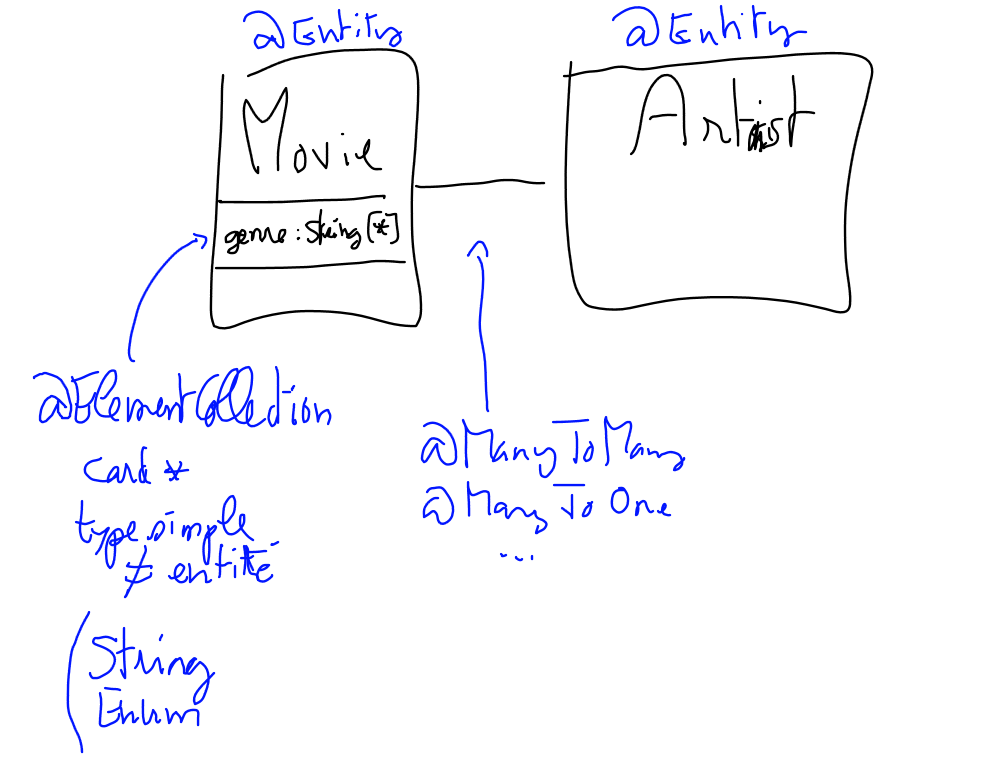 @Entity
@Entity
Movie
Artist
genre : String [*]
@ElementCollection
card *
type simple
≠ entité
(String
Enum
@ManyToMany
@ManyToOne
...